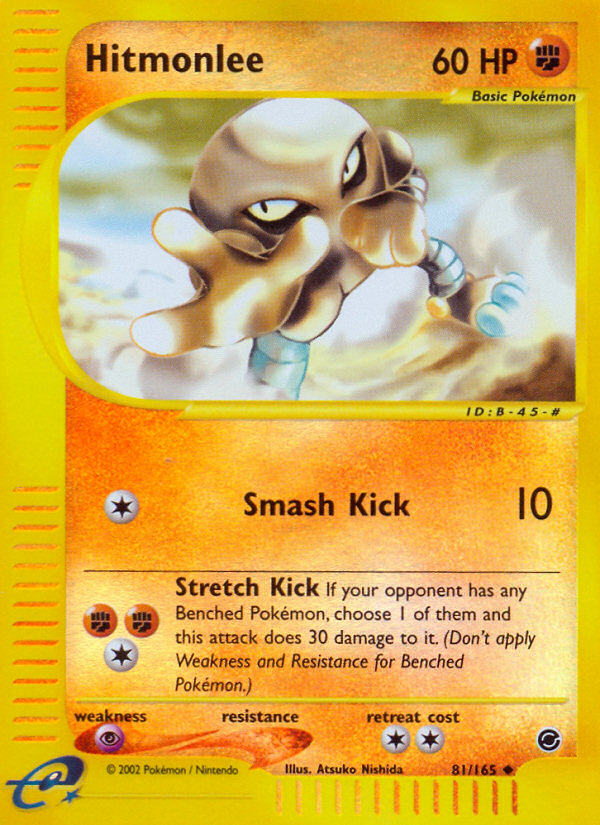 Hitmonlee 60 HP
Basic Pokémon
ID:B-45-#
Smash Kick 10
Stretch Kick If your opponent has any
Benched Pokémon, choose 1 of them and
this attack does 30 damage to it. (Don't apply
Weakness and Resistance for Benched
Pokémon.)
weakness resistance retreat cost
© 2002 Pokémon / Nintendo Illus. Atsuko Nishida 81/165
e